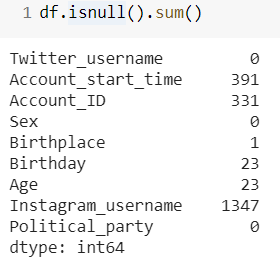 1 df.isnull().sum()
Twitter_username 0
Account_start_time 391
Account_ID 331
Sex 0
Birthplace 1
Birthday 23
Age 23
Instagram_username 1347
Political_party 0
dtype: int64